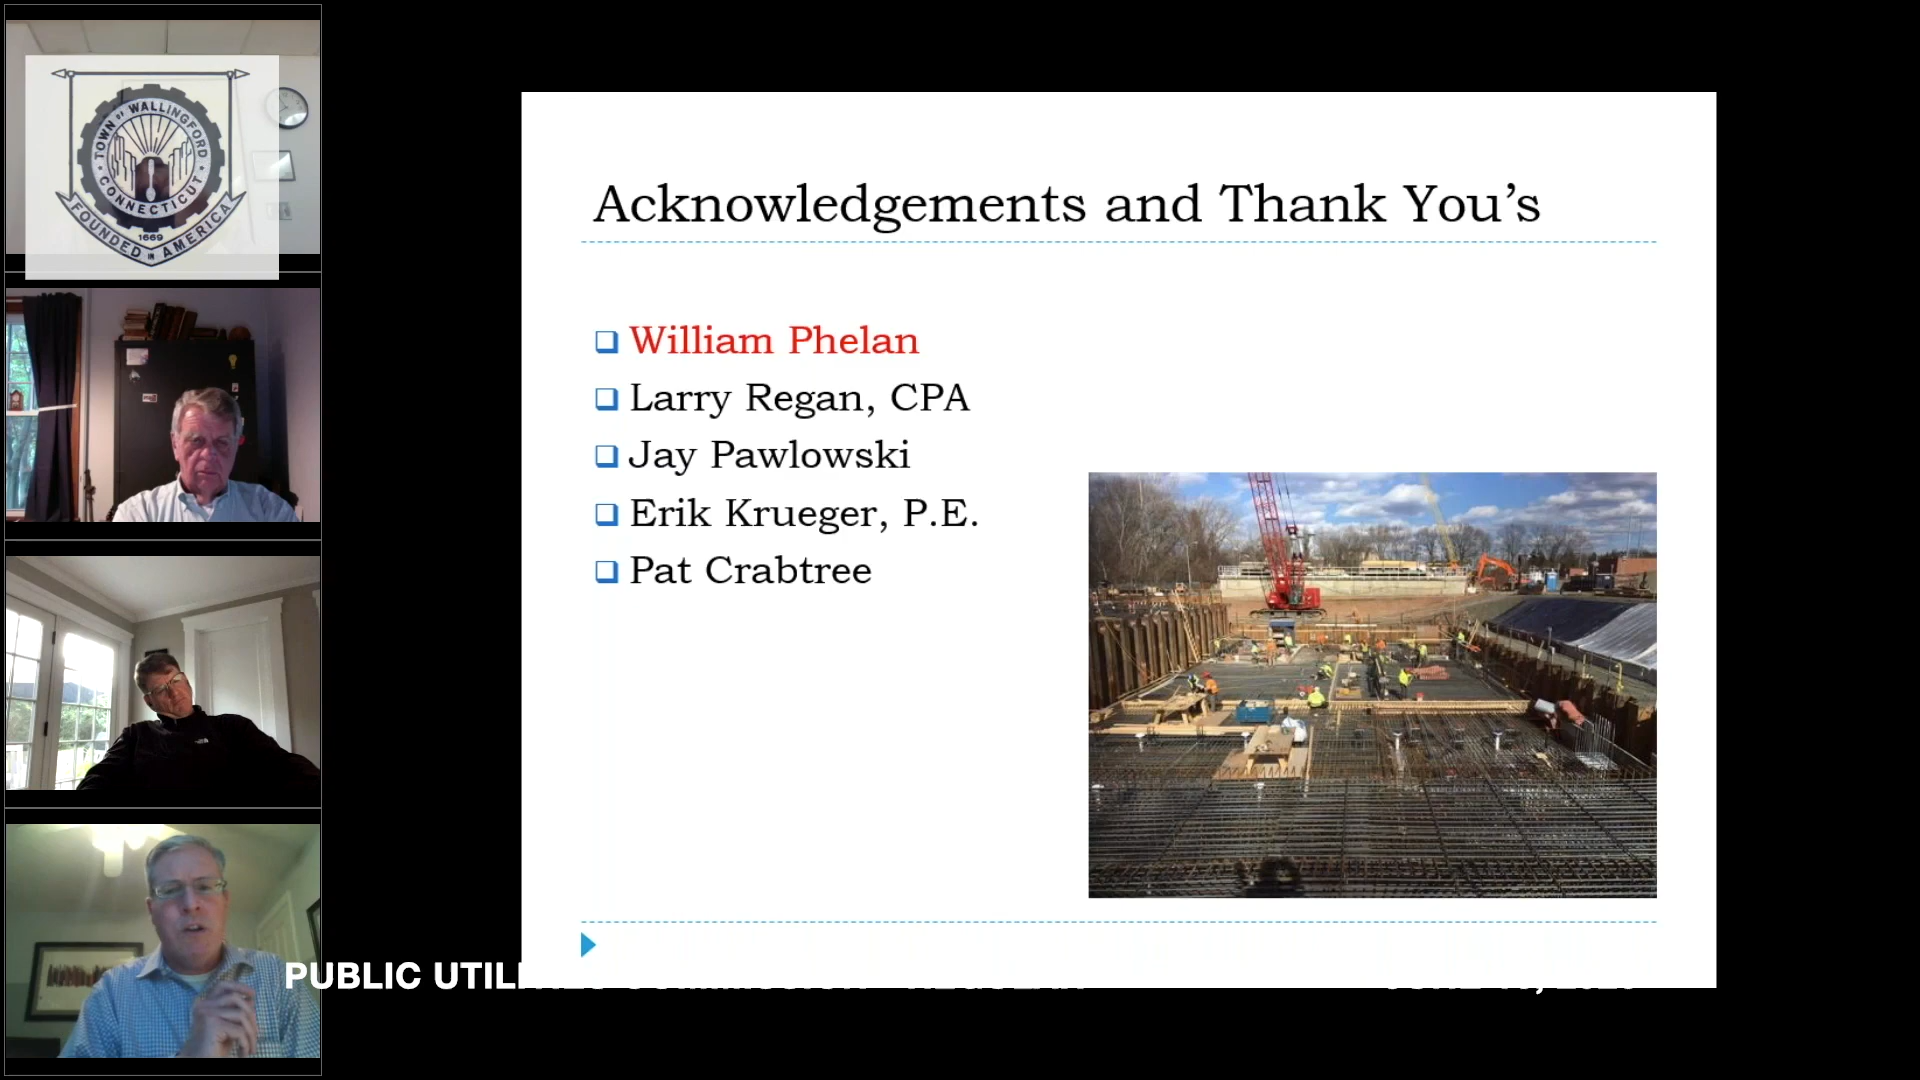 TOWN OF WALLINGFORD
CONNECTICUT
1669
FOUNDED IN AMERICA
Acknowledgements and Thank You’s
William Phelan
Larry Regan, CPA
Jay Pawlowski
Erik Krueger, P.E.
Pat Crabtree
PUBLIC